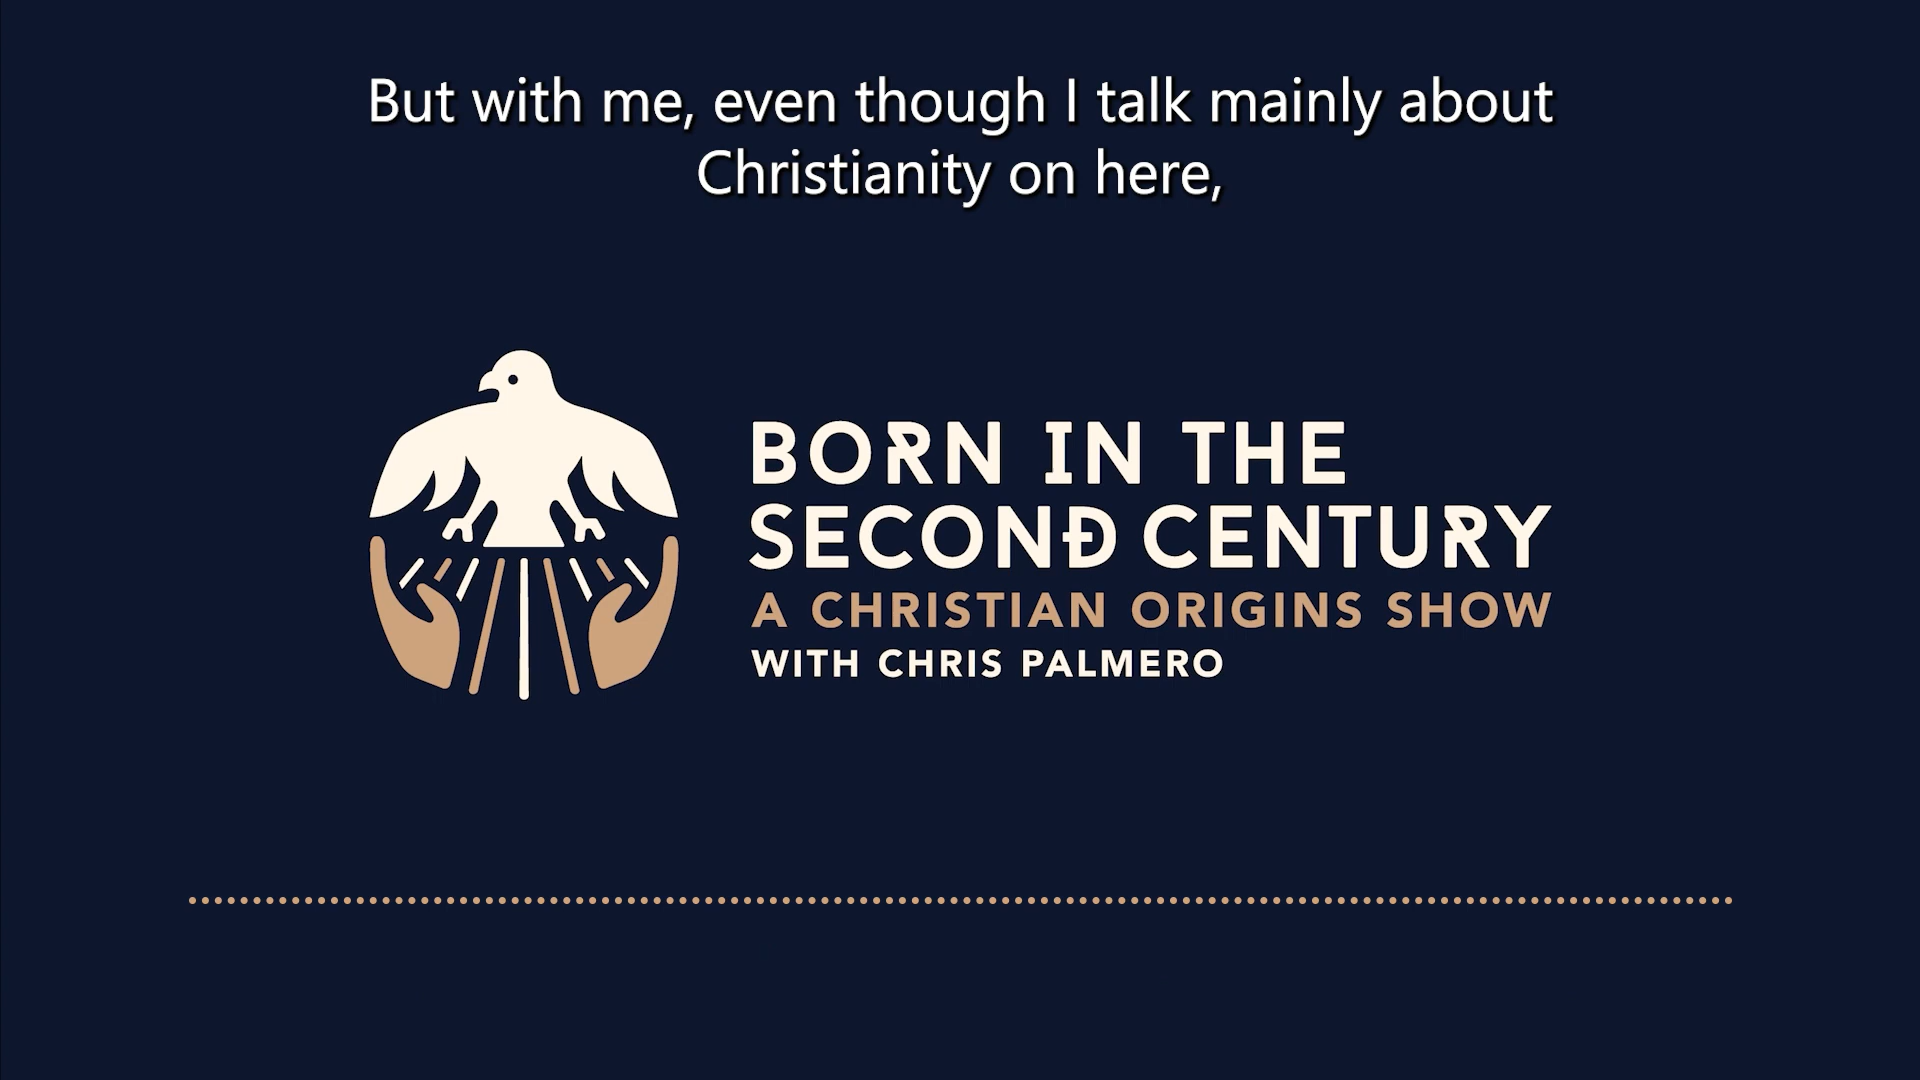 But with me, even though I talk mainly about
Christianity on here,
BORN IN THE
SECOND CENTURY
A CHRISTIAN ORIGINS SHOW
WITH CHRIS PALMERO